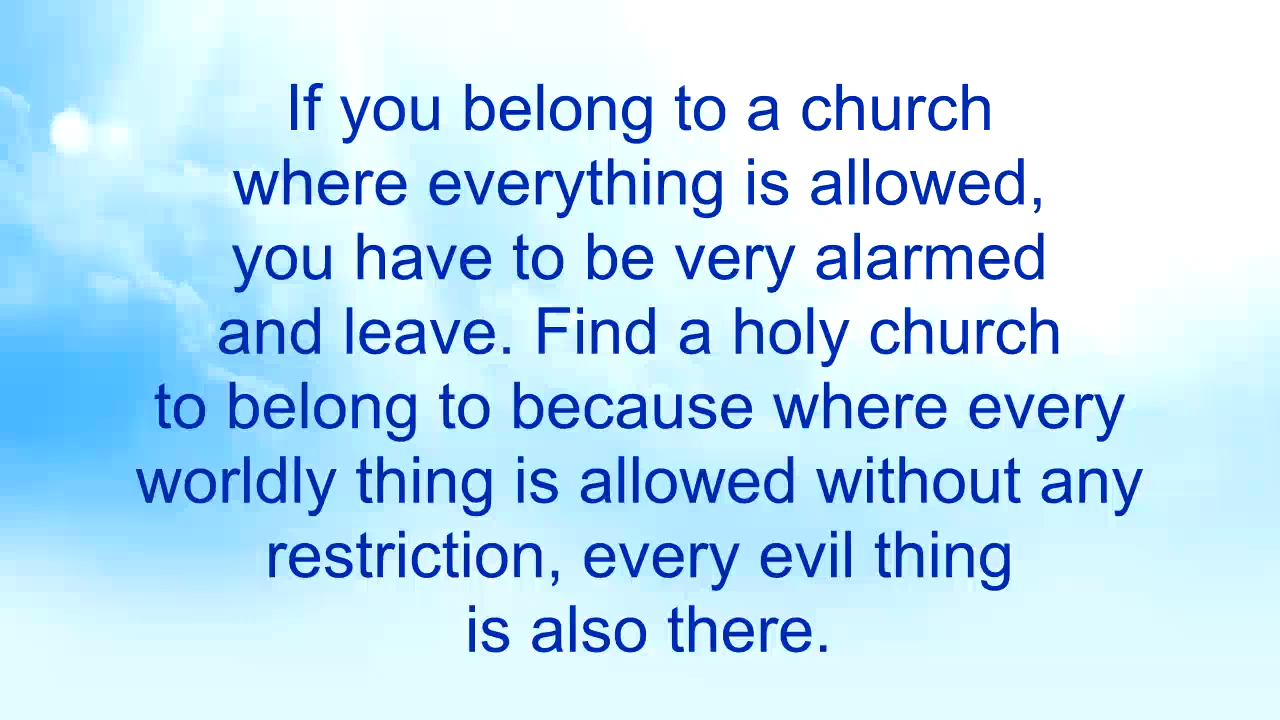 If you belong to a church
where everything is allowed,
you have to be very alarmed
and leave. Find a holy church
to belong to because where every
worldly thing is allowed without any
restriction, every evil thing
is also there.